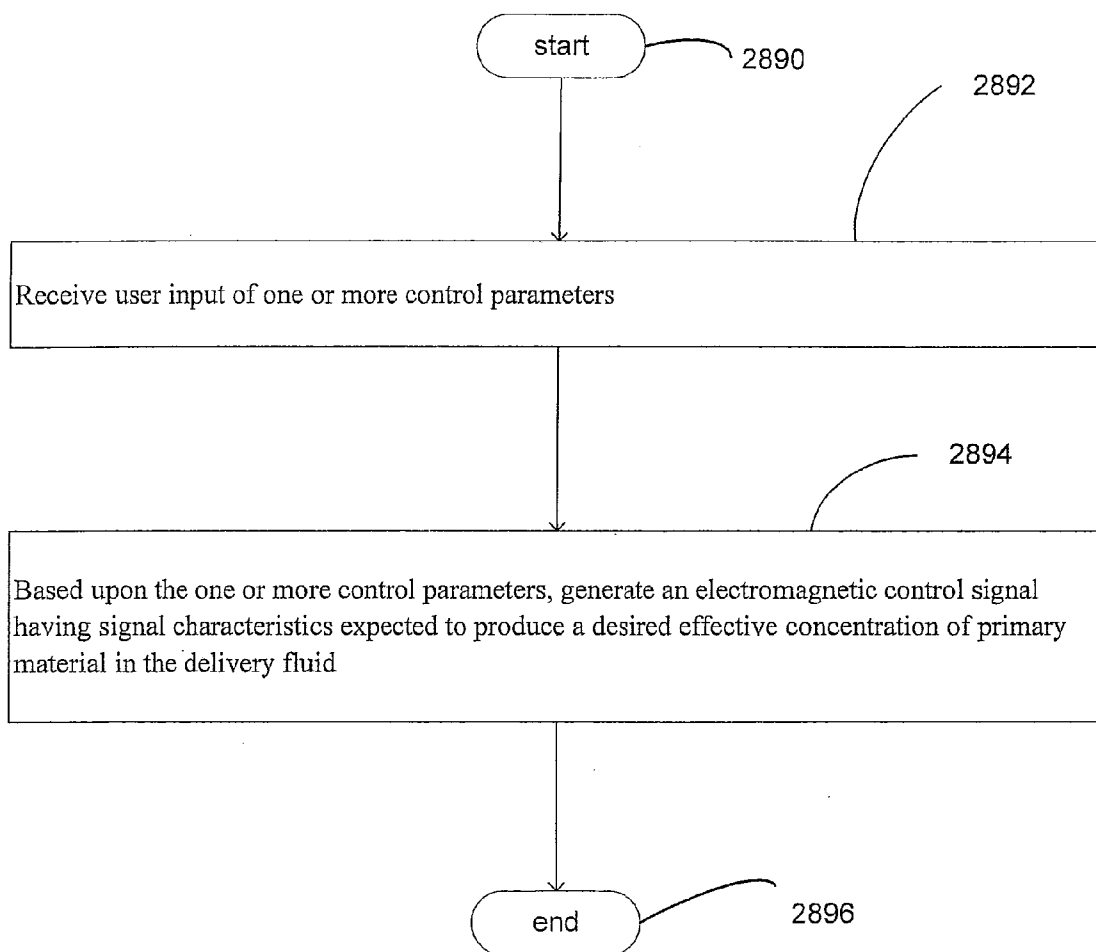 start
2890
2892
Receive user input of one or more control parameters
2894
Based upon the one or more control parameters, generate an electromagnetic control signal
having signal characteristics expected to produce a desired effective concentration of primary
material in the delivery fluid
end
2896